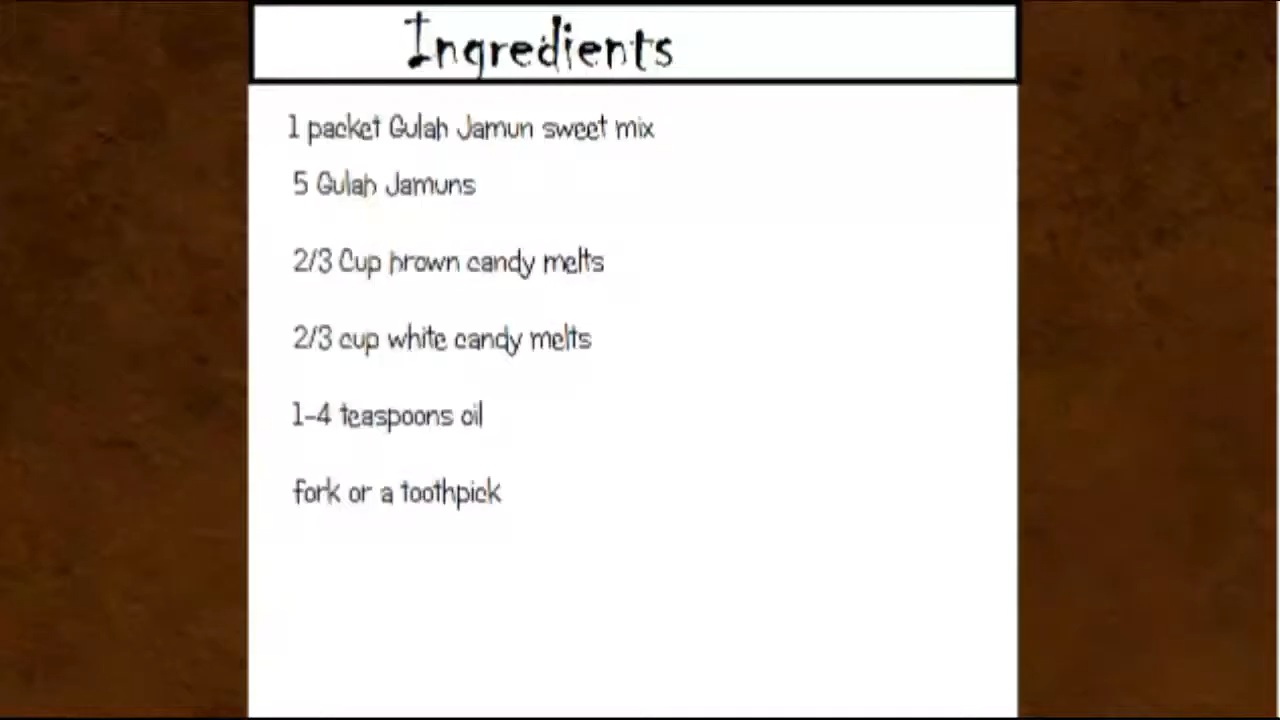 Ingredients
1 packet Gulab Jamun sweet mix
5 Gulab Jamuns
2/3 Cup brown candy melts
2/3 cup white candy melts
1-4 teaspoons oil
fork or a toothpick